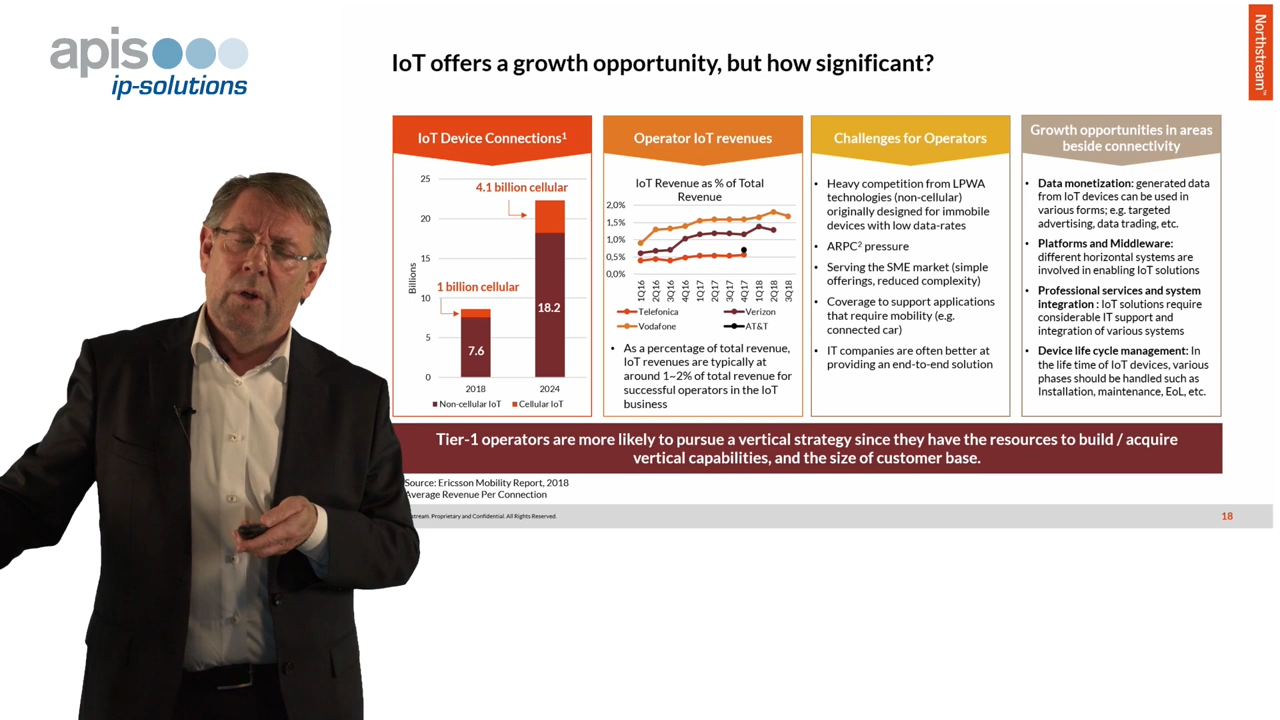 apis
ip-solutions
Northstream™
IoT offers a growth opportunity, but how significant?
IoT Device Connections¹
25
20
15
10
5
0
Billions
4.1 billion cellular
1 billion cellular
18.2
7.6
2018
2024
Non-cellular IoT
Cellular IoT
Operator IoT revenues
IoT Revenue as % of Total
Revenue
2,0%
1,5%
1,0%
0,5%
0,0%
1Q16
2Q16
3Q16
4Q16
1Q17
2Q17
3Q17
4Q17
1Q18
2Q18
3Q18
Telefonica
Verizon
Vodafone
AT&T
• As a percentage of total revenue,
IoT revenues are typically at
around 1~2% of total revenue for
successful operators in the IoT
business
Challenges for Operators
• Heavy competition from LPWA
technologies (non-cellular)
originally designed for immobile
devices with low data-rates
• ARPC² pressure
• Serving the SME market (simple
offerings, reduced complexity)
• Coverage to support applications
that require mobility (e.g.
connected car)
• IT companies are often better at
providing an end-to-end solution
Growth opportunities in areas
beside connectivity
• Data monetization: generated data
from IoT devices can be used in
various forms; e.g. targeted
advertising, data trading, etc.
• Platforms and Middleware:
different horizontal systems are
involved in enabling IoT solutions
• Professional services and system
integration : IoT solutions require
considerable IT support and
integration of various systems
• Device life cycle management: In
the life time of IoT devices, various
phases should be handled such as
Installation, maintenance, EoL, etc.
Tier-1 operators are more likely to pursue a vertical strategy since they have the resources to build / acquire
vertical capabilities, and the size of customer base.
Source: Ericsson Mobility Report, 2018
Average Revenue Per Connection
Proprietary and Confidential. All Rights Reserved.
18